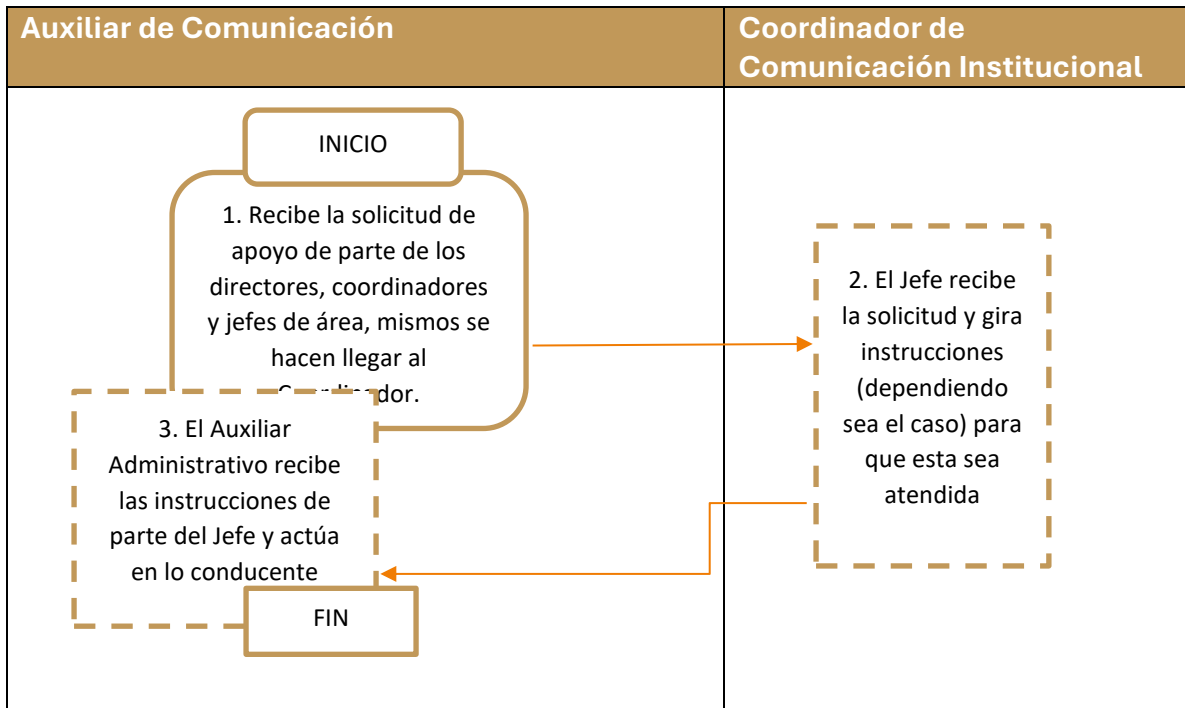 Auxiliar de Comunicación
Coordinador de
Comunicación Institucional
INICIO
1. Recibe la solicitud de
apoyo de parte de los
directores, coordinadores
y jefes de área, mismos se
hacen llegar al
Coordinador.
2. El Jefe recibe
la solicitud y gira
instrucciones
(dependiendo
sea el caso) para
que esta sea
atendida
3. El Auxiliar
Administrativo recibe
las instrucciones de
parte del Jefe y actúa
en lo conducente
FIN